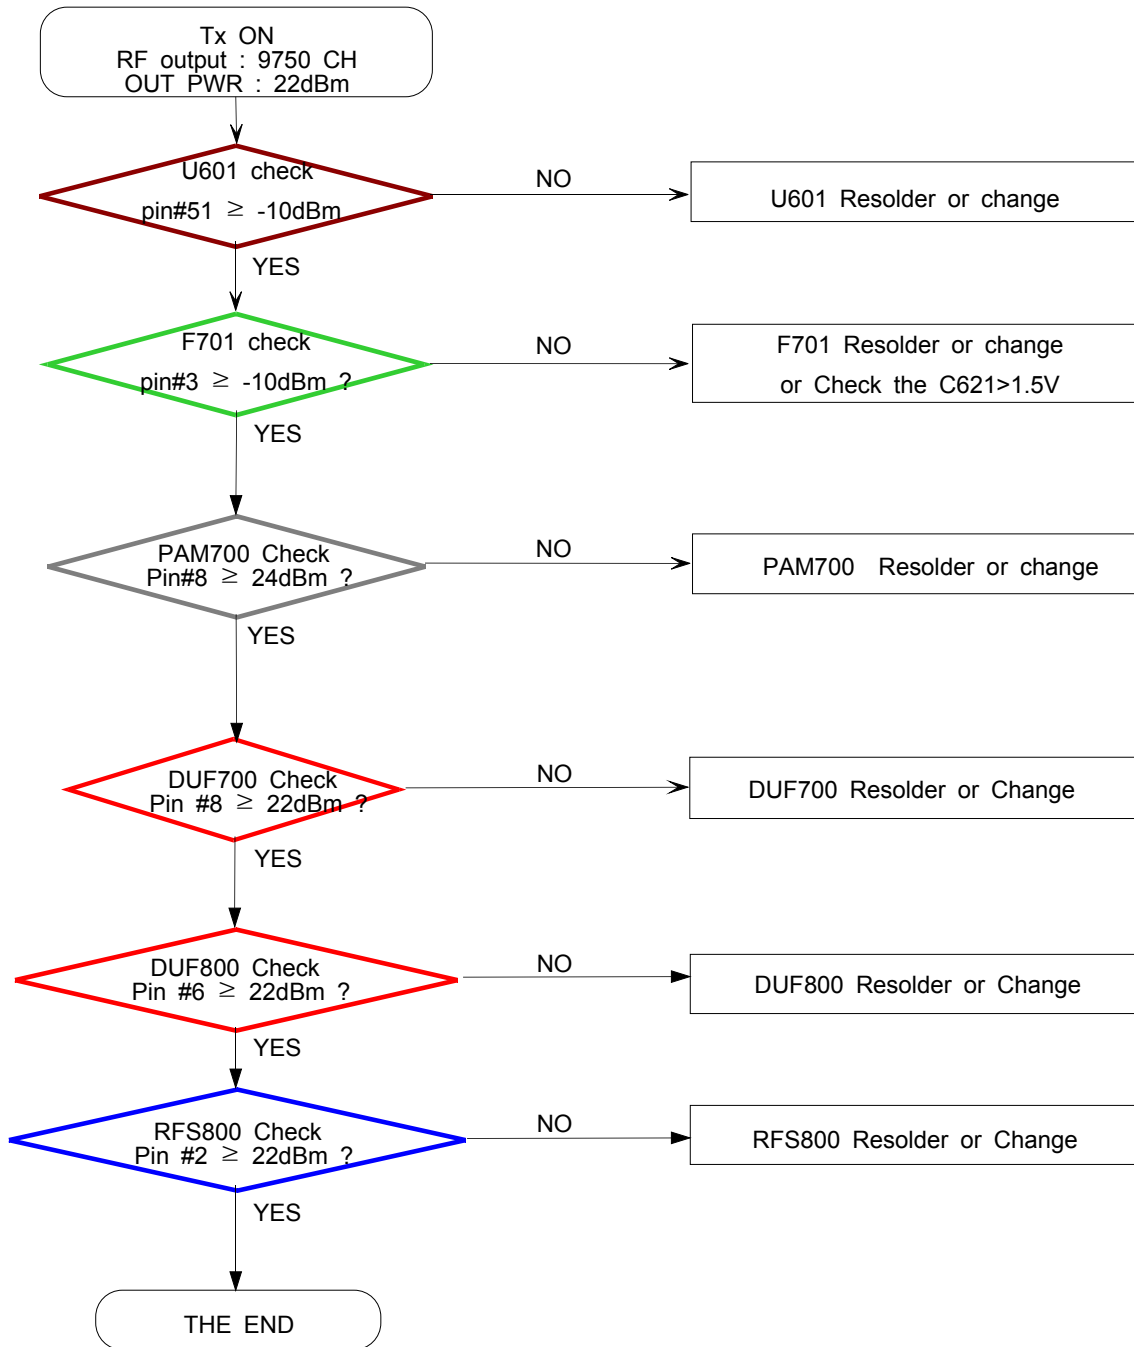 Tx ON
RF output : 9750 CH
OUT PWR : 22dBm
U601 check
pin#51 ≥ -10dBm
NO
U601 Resolder or change
YES
F701 check
pin#3 ≥ -10dBm ?
NO
F701 Resolder or change
or Check the C621>1.5V
YES
PAM700 Check
Pin#8 ≥ 24dBm ?
NO
PAM700 Resolder or change
YES
DUF700 Check
Pin #8 ≥ 22dBm ?
NO
DUF700 Resolder or Change
YES
DUF800 Check
Pin #6 ≥ 22dBm ?
NO
DUF800 Resolder or Change
YES
RFS800 Check
Pin #2 ≥ 22dBm ?
NO
RFS800 Resolder or Change
YES
THE END